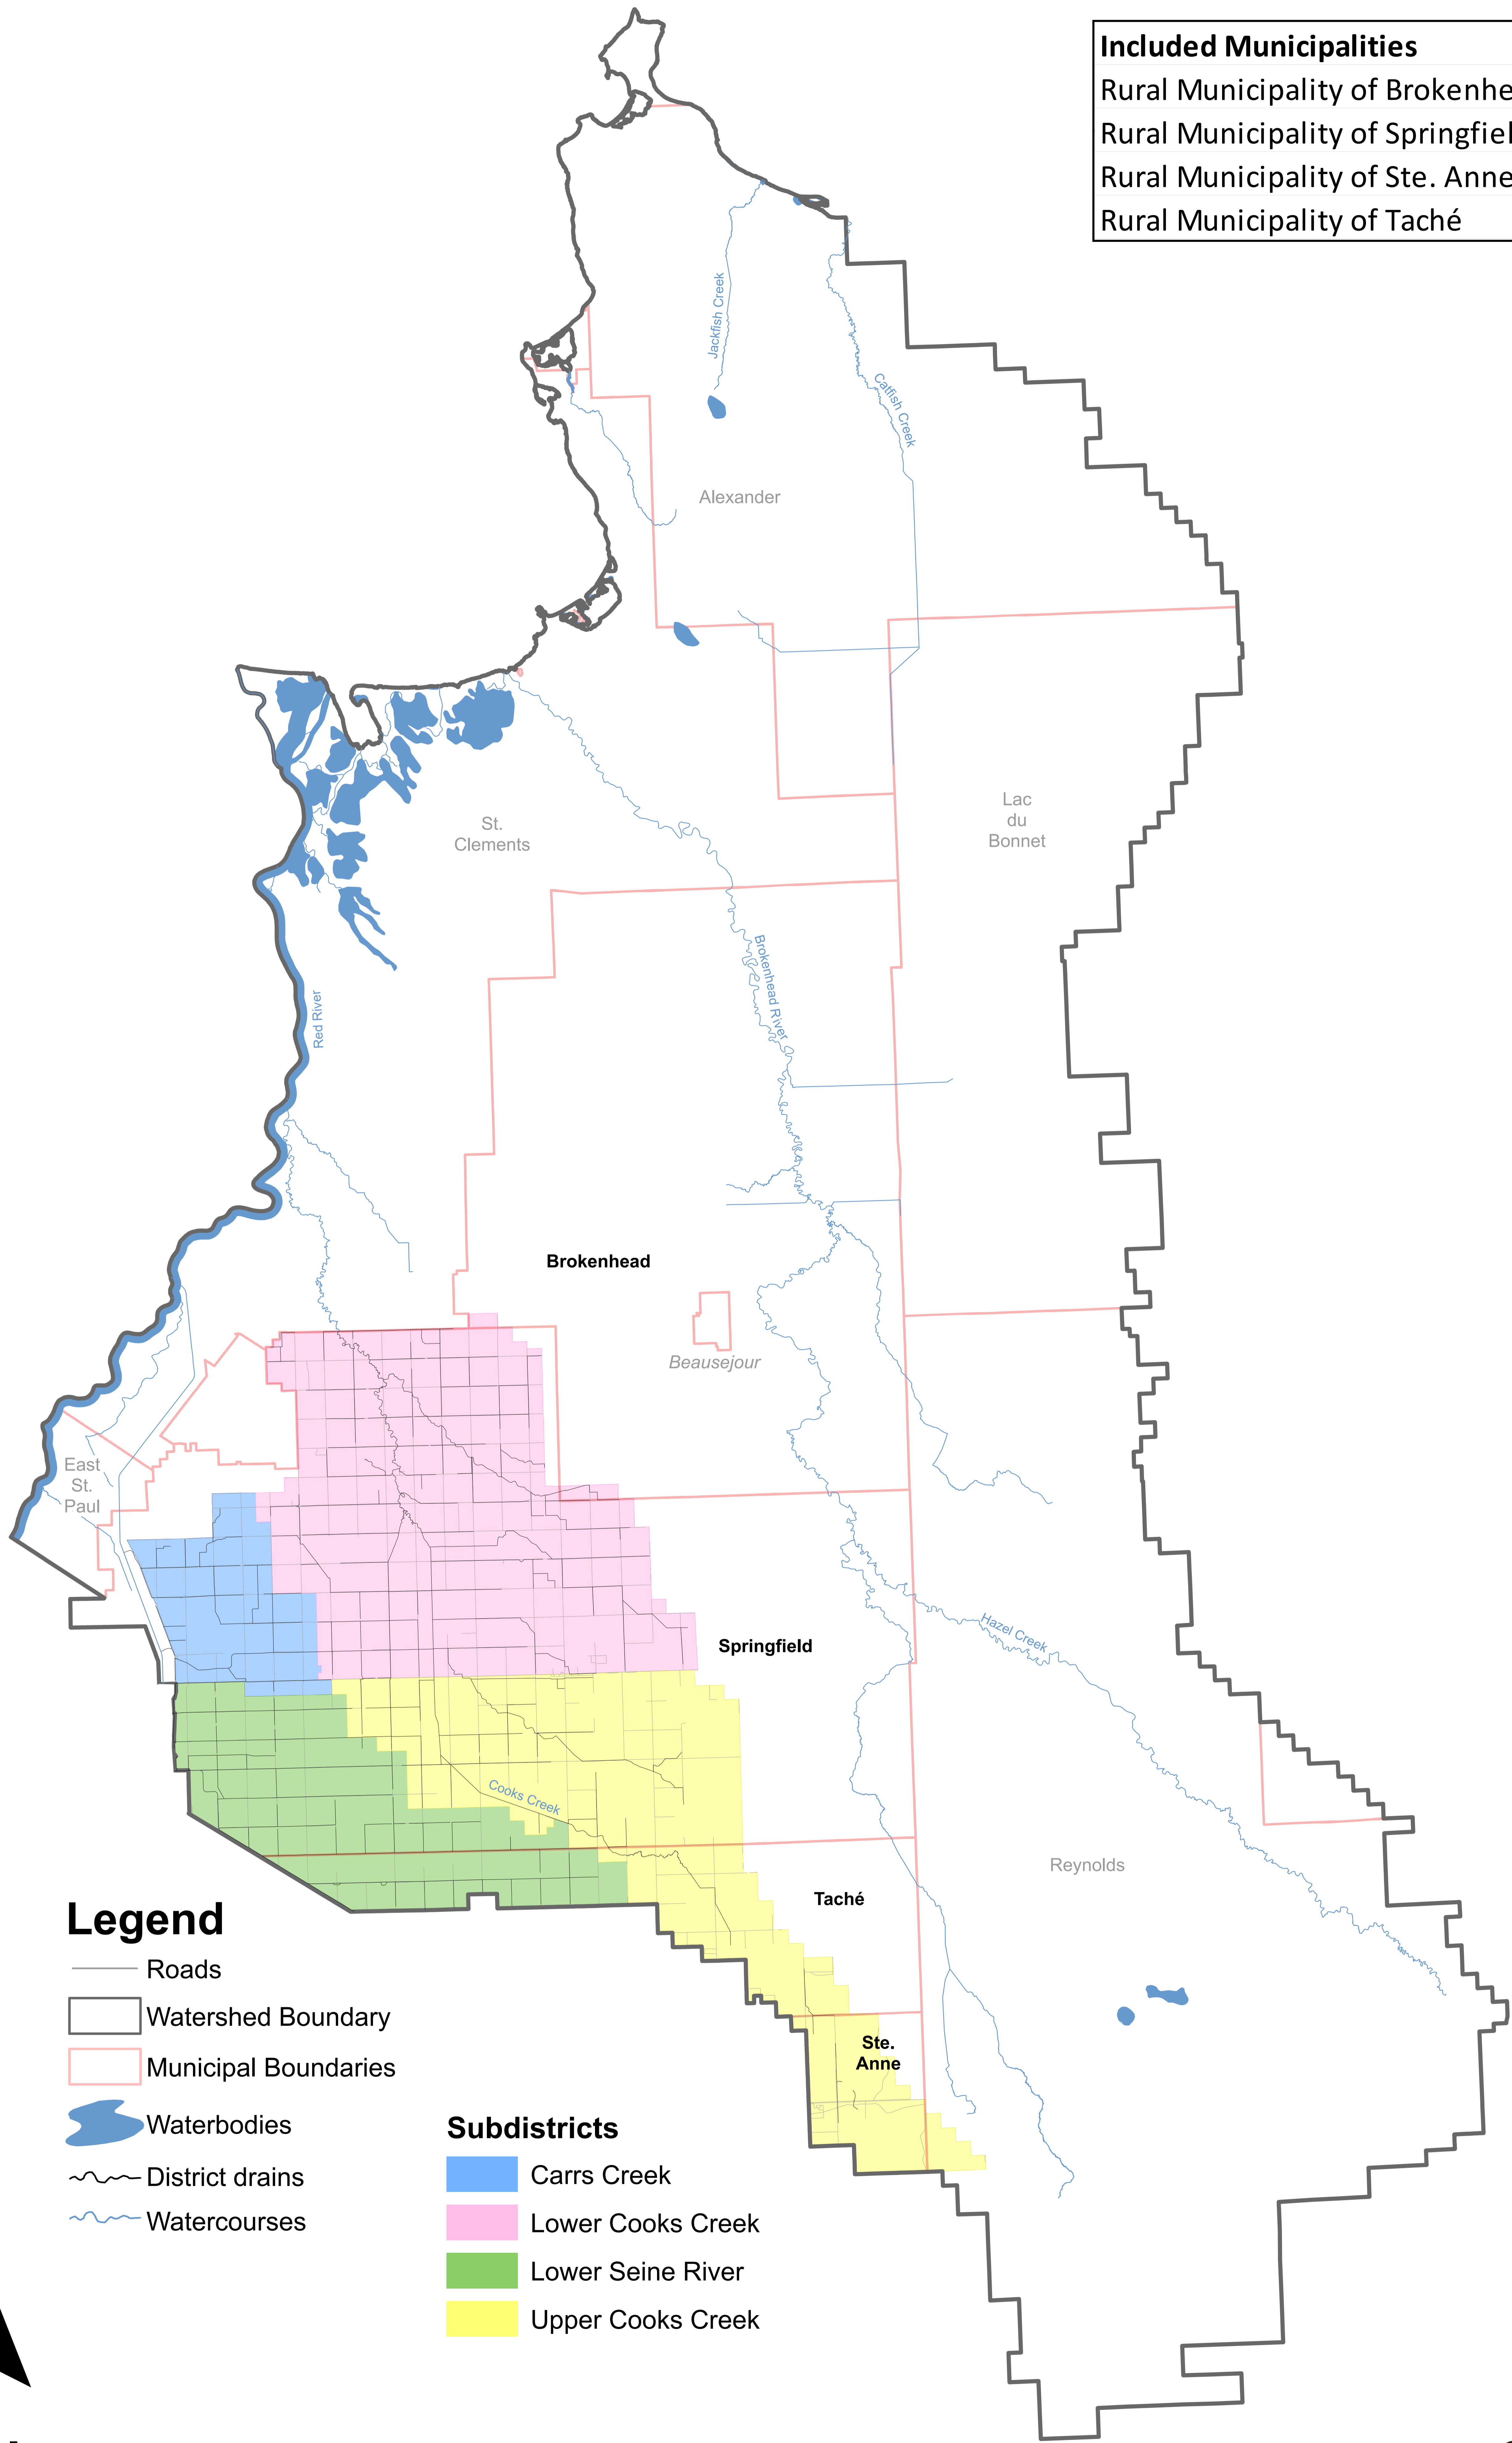 Included Municipalities
Rural Municipality of Brokenhe
Rural Municipality of Springfiel
Rural Municipality of Ste. Anne
Rural Municipality of Taché
Jackfish Creek
Catfish Creek
Alexander
St.
Clements
Lac
du
Bonnet
Brokenhead River
Red River
Brokenhead
Beausejour
East
St.
Paul
Hazel Creek
Springfield
Cooks Creek
Reynolds
Taché
Ste.
Anne
Legend
Roads
Watershed Boundary
Municipal Boundaries
Waterbodies
District drains
Watercourses
Subdistricts
Carrs Creek
Lower Cooks Creek
Lower Seine River
Upper Cooks Creek